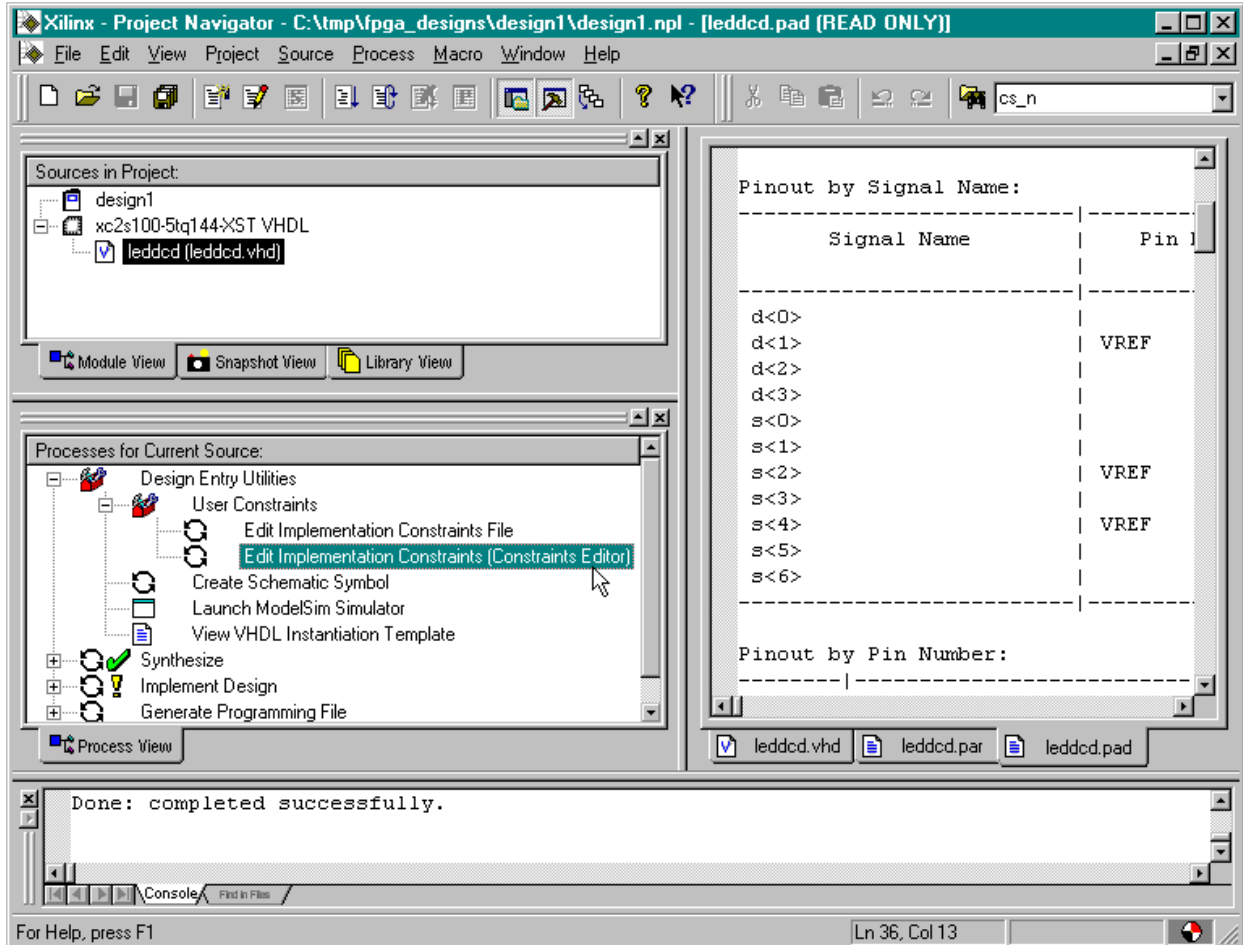 Xilinx - Project Navigator - C:\tmp\fpga_designs\design1\design1.npl - [leddcd.pad (READ ONLY)]
File Edit View Project Source Process Macro Window Help
cs_n
Sources in Project:
design1
xc2s100-5tq144-XST VHDL
leddcd (leddcd.vhd)
Module View Snapshot View Library View
Processes for Current Source:
Design Entry Utilities
User Constraints
Edit Implementation Constraints File
Edit Implementation Constraints (Constraints Editor)
Create Schematic Symbol
Launch ModelSim Simulator
View VHDL Instantiation Template
Synthesize
Implement Design
Generate Programming File
Process View
Pinout by Signal Name:
---------------------------|---------
Signal Name | Pin
|
---------------------------|---------
d<0> |
d<1> | VREF
d<2> |
d<3> |
s<0> |
s<1> |
s<2> | VREF
s<3> |
s<4> | VREF
s<5> |
s<6> |
---------------------------|---------
Pinout by Pin Number:
--------|---------------------------
leddcd.vhd leddcd.par leddcd.pad
Done: completed successfully.
Console Find in Files
For Help, press F1
Ln 36, Col 13